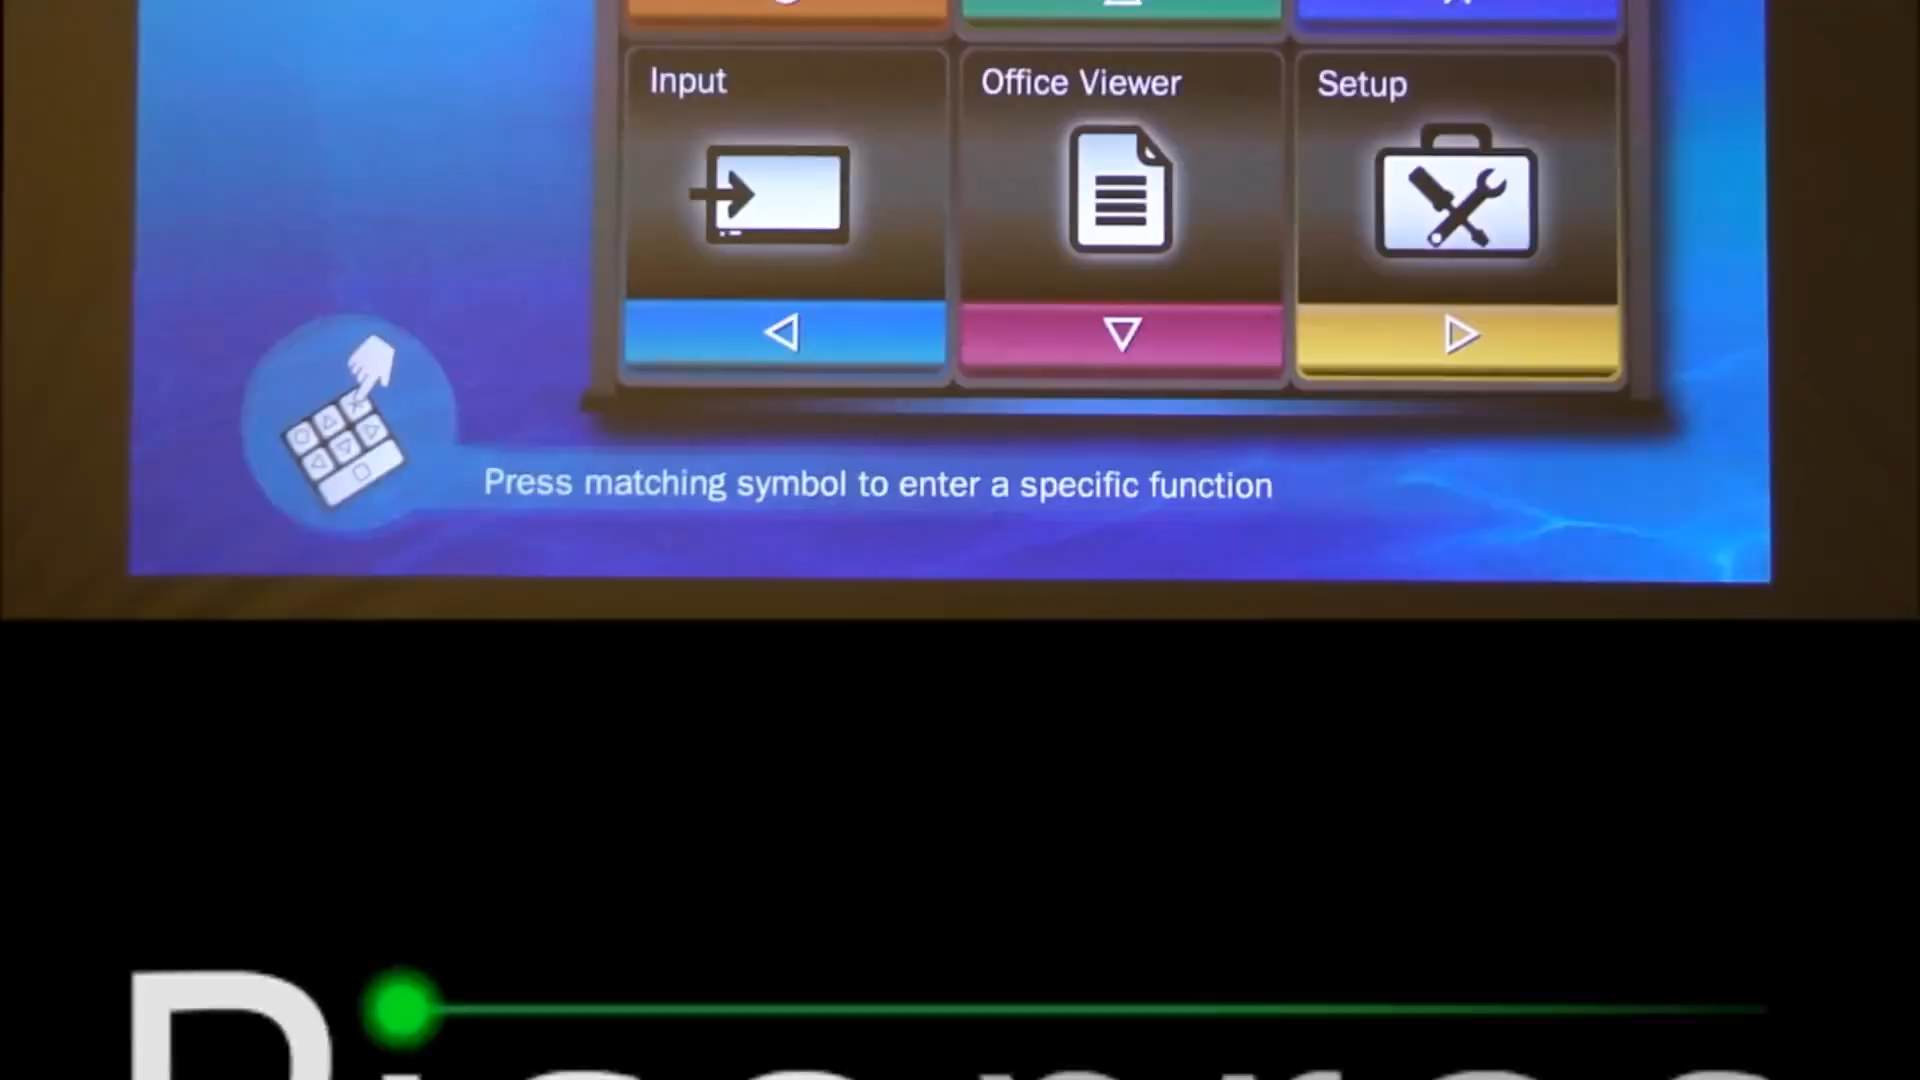 Input
Office Viewer
Setup
Press matching symbol to enter a specific function